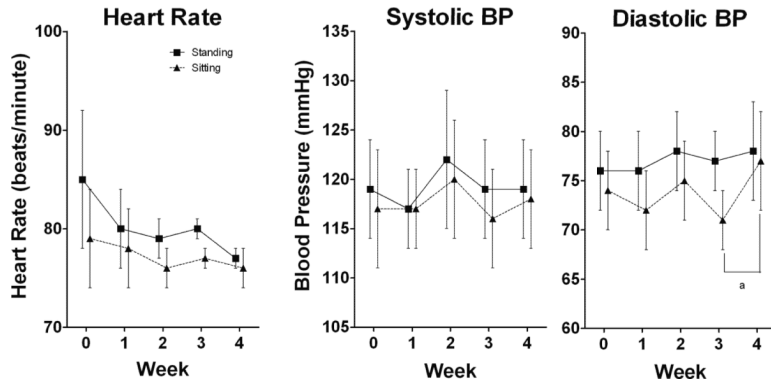 Heart Rate
Systolic BP
Diastolic BP
Standing
Sitting
Heart Rate (beats/minute)
100
90
80
70
0 1 2 3 4
Week
Blood Pressure (mmHg)
135
130
125
120
115
110
105
0 1 2 3 4
Week
90
85
80
75
70
65
60
a
0 1 2 3 4
Week